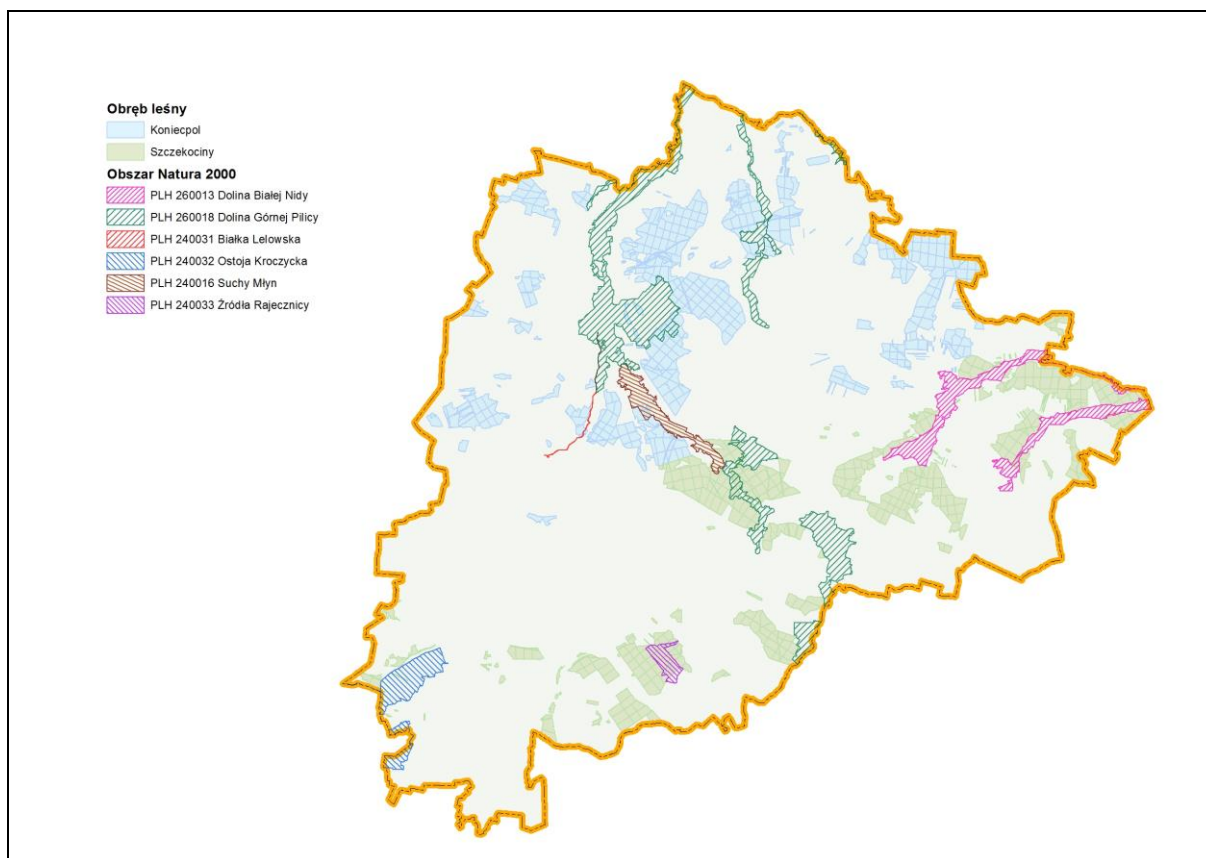 Obręb leśny
Koniecpol
Szczekociny
Obszar Natura 2000
PLH 260013 Dolina Białej Nidy
PLH 260018 Dolina Górnej Pilicy
PLH 240031 Białka Lelowska
PLH 240032 Ostoja Kroczycka
PLH 240016 Suchy Młyn
PLH 240033 Źródła Rajecznicy